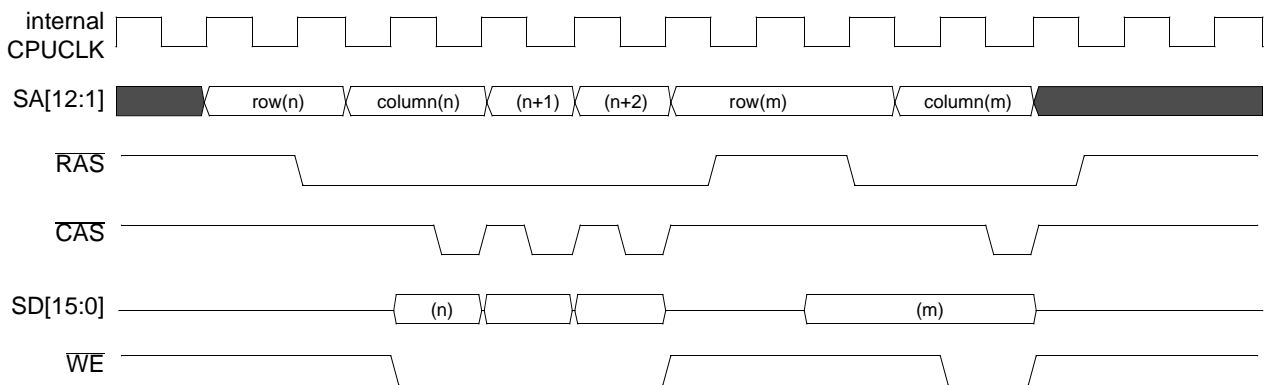 internal
CPUCLK
SA[12:1] row(n) column(n) (n+1) (n+2) row(m) column(m)
RAS
CAS
SD[15:0] (n) (m)
WE